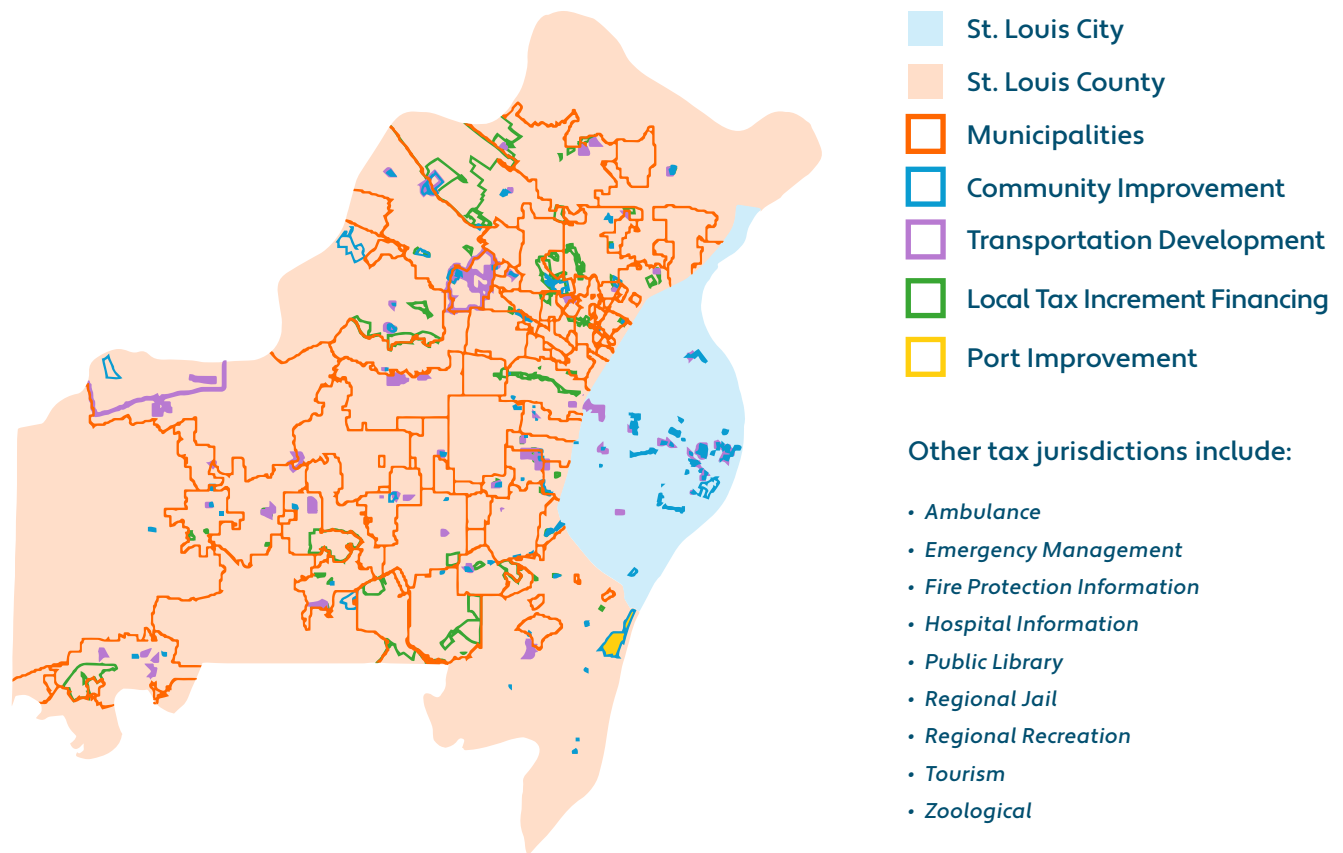 St. Louis City
St. Louis County
Municipalities
Community Improvement
Transportation Development
Local Tax Increment Financing
Port Improvement
Other tax jurisdictions include:
• Ambulance
• Emergency Management
• Fire Protection Information
• Hospital Information
• Public Library
• Regional Jail
• Regional Recreation
• Tourism
• Zoological